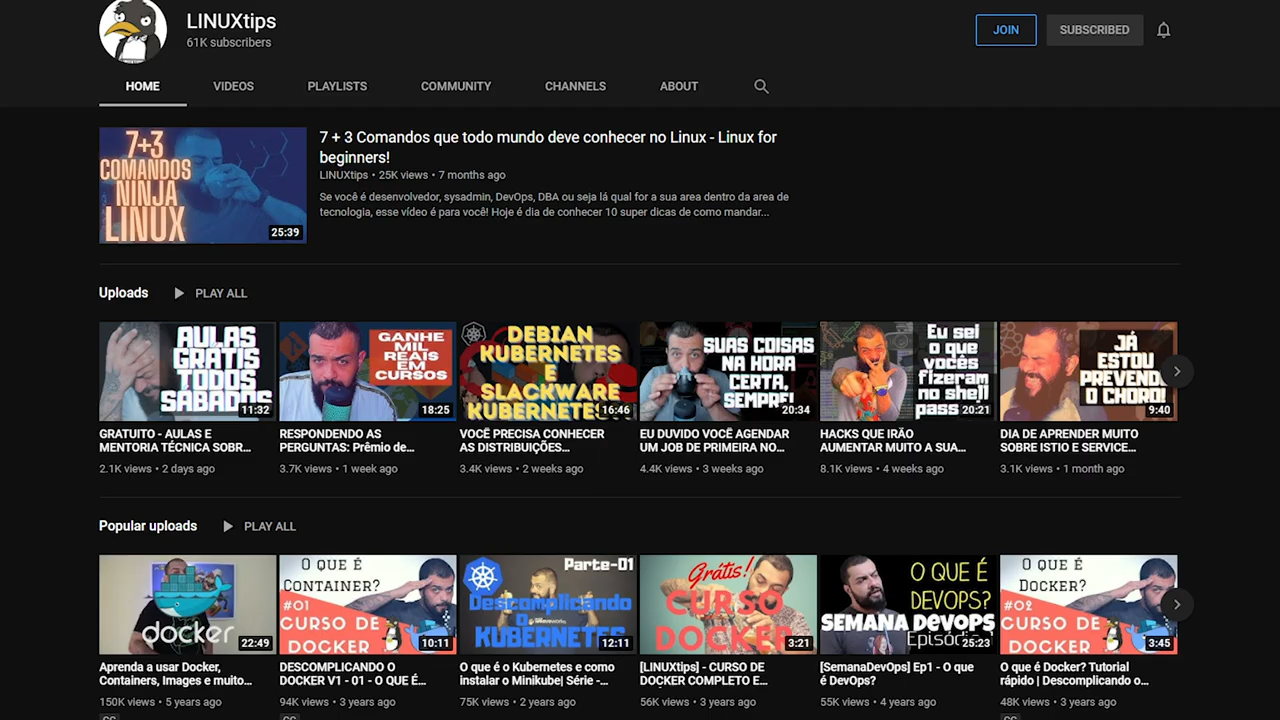 LINUXtips
61K subscribers
JOIN
SUBSCRIBED
HOME
VIDEOS
PLAYLISTS
COMMUNITY
CHANNELS
ABOUT
7+3
COMANDOS
NINJA
LINUX
25:39
7 + 3 Comandos que todo mundo deve conhecer no Linux - Linux for
beginners!
LINUXtips • 25K views • 7 months ago
Se você é desenvolvedor, sysadmin, DevOps, DBA ou seja lá qual for a sua area dentro da area de
tecnologia, esse vídeo é para você! Hoje é dia de conhecer 10 super dicas de como mandar...
Uploads
PLAY ALL
AULAS
GRATIS
TODOS
SABADOS
11:32
GRATUITO - AULAS E
MENTORIA TÉCNICA SOBR...
2.1K views • 2 days ago
GANHE
MIL
REAIS
EM
CURSOS
18:25
RESPONDENDO AS
PERGUNTAS: Prêmio de...
3.7K views • 1 week ago
DEBIAN
KUBERNETES
E
SLACKWARE
KUBERNETES
16:46
VOCÊ PRECISA CONHECER
AS DISTRIBUIÇÕES...
3.4K views • 2 weeks ago
SUAS COISAS
NA HORA
CERTA,
SEMPRE!
20:34
EU DUVIDO VOCÊ AGENDAR
UM JOB DE PRIMEIRA NO...
4.4K views • 3 weeks ago
Eu sei
o que
vocês
fizeram
no shell
pass
20:21
HACKS QUE IRÃO
AUMENTAR MUITO A SUA...
8.1K views • 4 weeks ago
JÁ
ESTOU
PREVENDO
O CHORO!
9:40
DIA DE APRENDER MUITO
SOBRE ISTIO E SERVICE...
3.1K views • 1 month ago
Popular uploads
PLAY ALL
docker
22:49
Aprenda a usar Docker,
Containers, Images e muito...
150K views • 5 years ago
CC
O QUE É
CONTAINER?
#01
CURSO DE
DOCKER
10:11
DESCOMPLICANDO O
DOCKER V1 - 01 - O QUE É...
94K views • 3 years ago
CC
Parte-01
Descomplicando
o
KUBERNETES
12:11
O que é o Kubernetes e como
instalar o Minikube| Série -...
75K views • 2 years ago
Grátis!
CURSO
DOCKER
3:21
[LINUXtips] - CURSO DE
DOCKER COMPLETO E...
56K views • 3 years ago
O QUE É
DEVOPS?
SEMANA DevOPS
Episódio
25:23
[SemanaDevOps] Ep1 - O que
é DevOps?
55K views • 4 years ago
O QUE É
DOCKER?
#02
CURSO DE
DOCKER
3:45
O que é Docker? Tutorial
rápido | Descomplicando o...
48K views • 3 years ago
CC